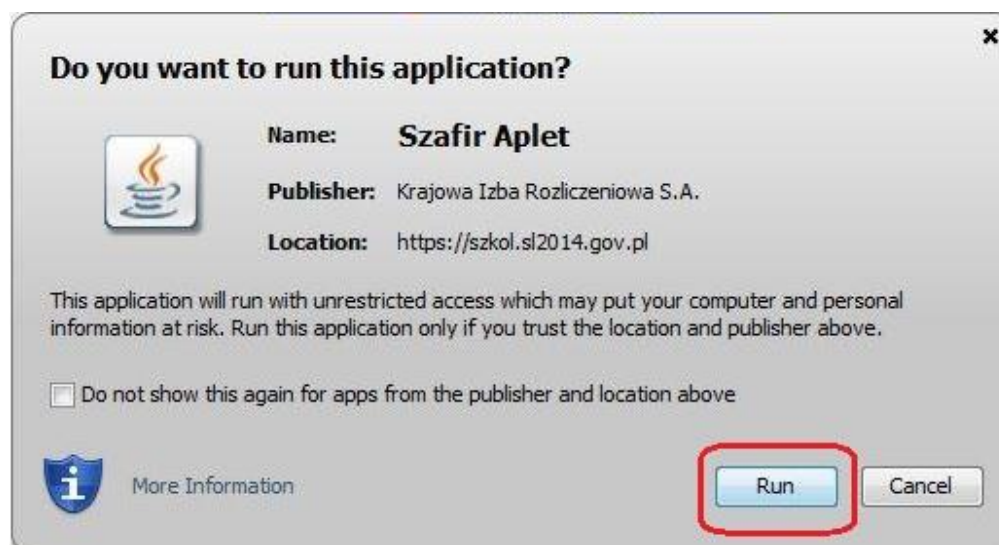 Do you want to run this application?
Name: Szafir Aplet
Publisher: Krajowa Izba Rozliczeniowa S.A.
Location: https://szkol.sl2014.gov.pl
This application will run with unrestricted access which may put your computer and personal
information at risk. Run this application only if you trust the location and publisher above.
Do not show this again for apps from the publisher and location above
More Information
Run Cancel